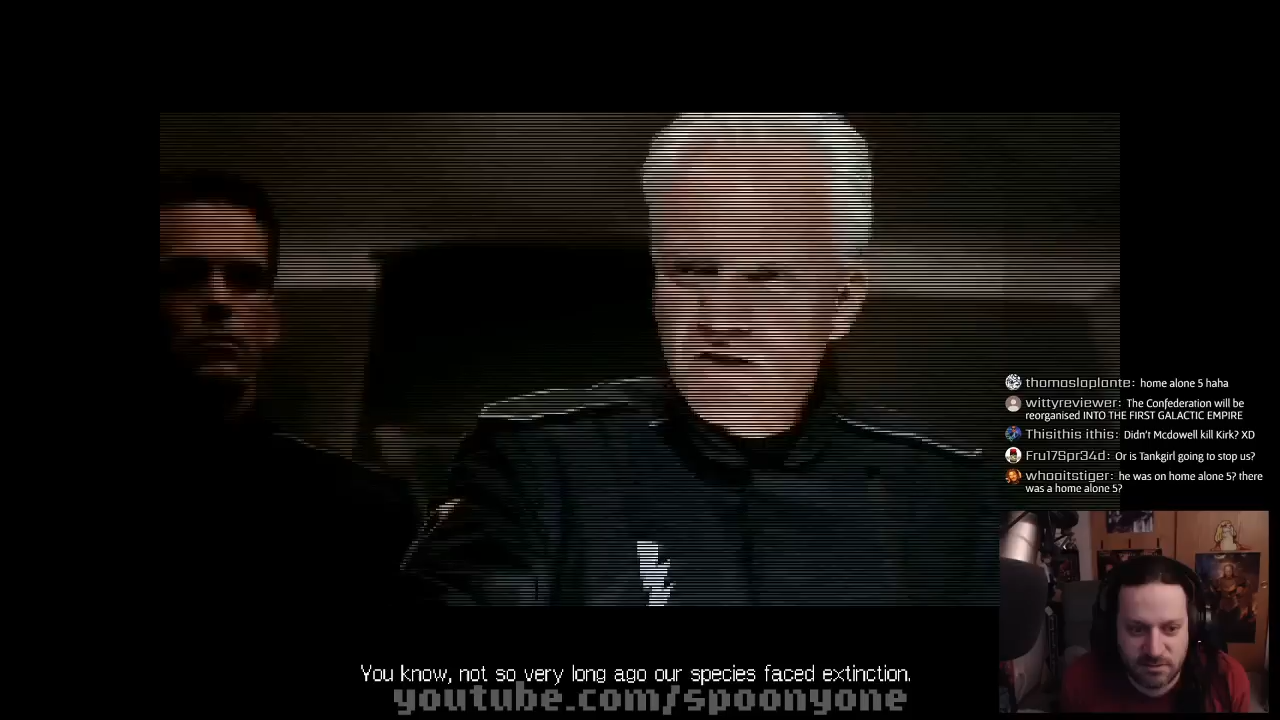 thomaslaplante: home alone 5 haha
wittyreviewer: The Confederation will be
reorganised INTO THE FIRST GALACTIC EMPIRE
Thisithis ithis: Didn't Mcdowell kill Kirk? XD
Fru17Spr34d: Or is Tankgirl going to stop us?
whooitstiger: he was on home alone 5? there
was a home alone 5?
You know, not so very long ago our species faced extinction.
youtube.com/spoonyone